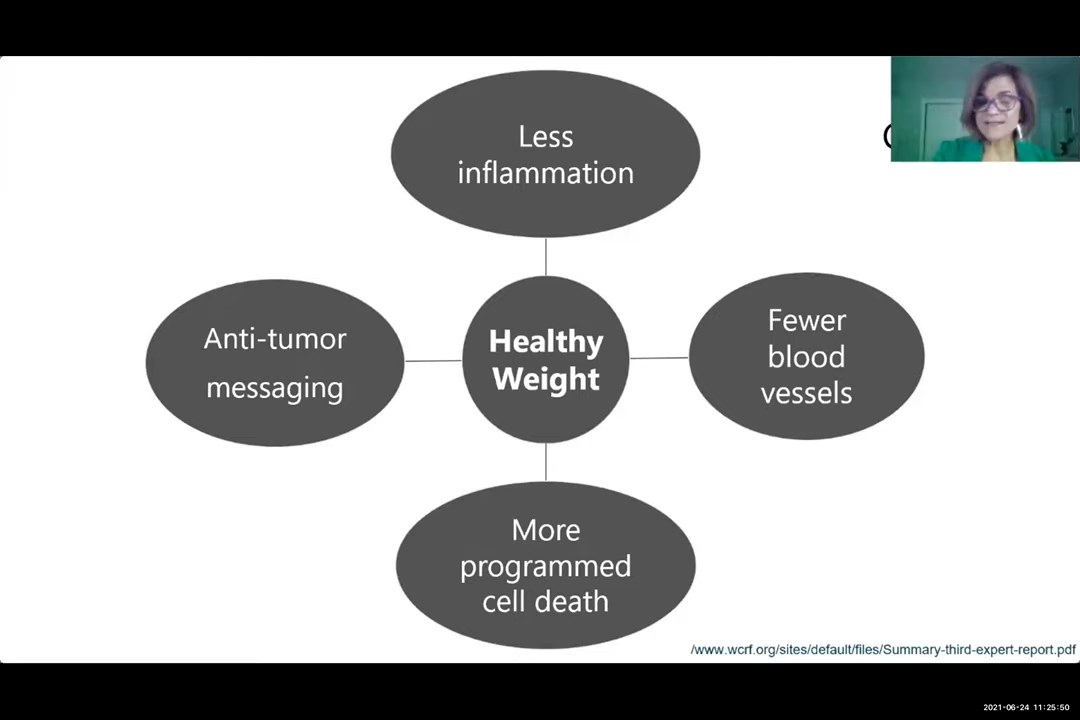 Less
inflammation
Anti-tumor
messaging
Healthy
Weight
Fewer
blood
vessels
More
programmed
cell death
/www.wcrf.org/sites/default/files/Summary-third-expert-report.pdf
2021-06-24 11:25:50